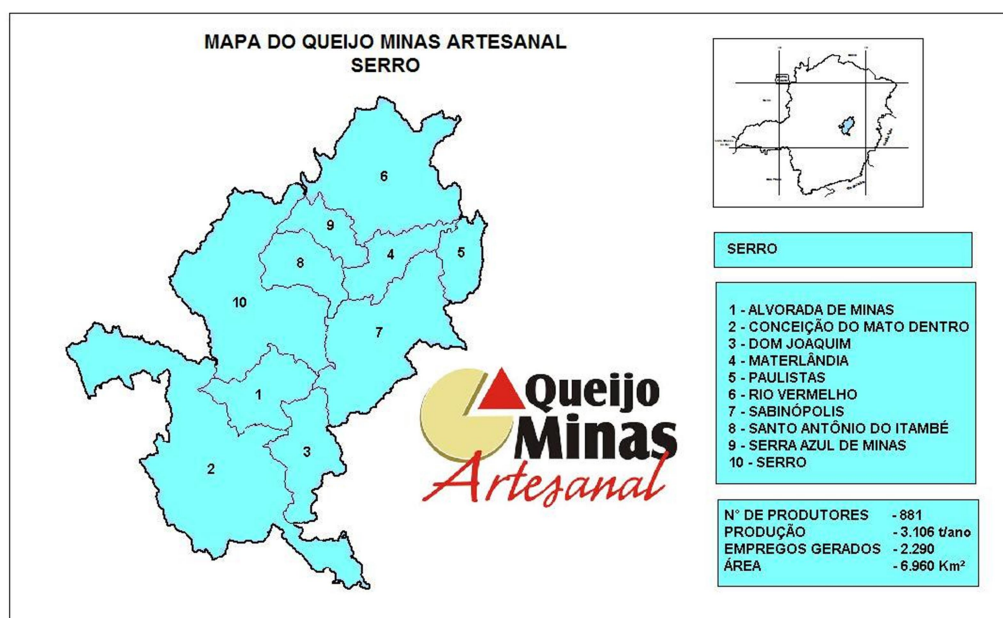 MAPA DO QUEIJO MINAS ARTESANAL
SERRO
6
9
4
5
8
10
7
1
3
2
Queijo
Minas
Artesanal
SERRO
1 - ALVORADA DE MINAS
2 - CONCEIÇÃO DO MATO DENTRO
3 - DOM JOAQUIM
4 - MATERLÂNDIA
5 - PAULISTAS
6 - RIO VERMELHO
7 - SABINÓPOLIS
8 - SANTO ANTÔNIO DO ITAMBÉ
9 - SERRA AZUL DE MINAS
10 - SERRO
N° DE PRODUTORES - 881
PRODUÇÃO - 3.106 t/ano
EMPREGOS GERADOS - 2.290
ÁREA - 6.960 Km²